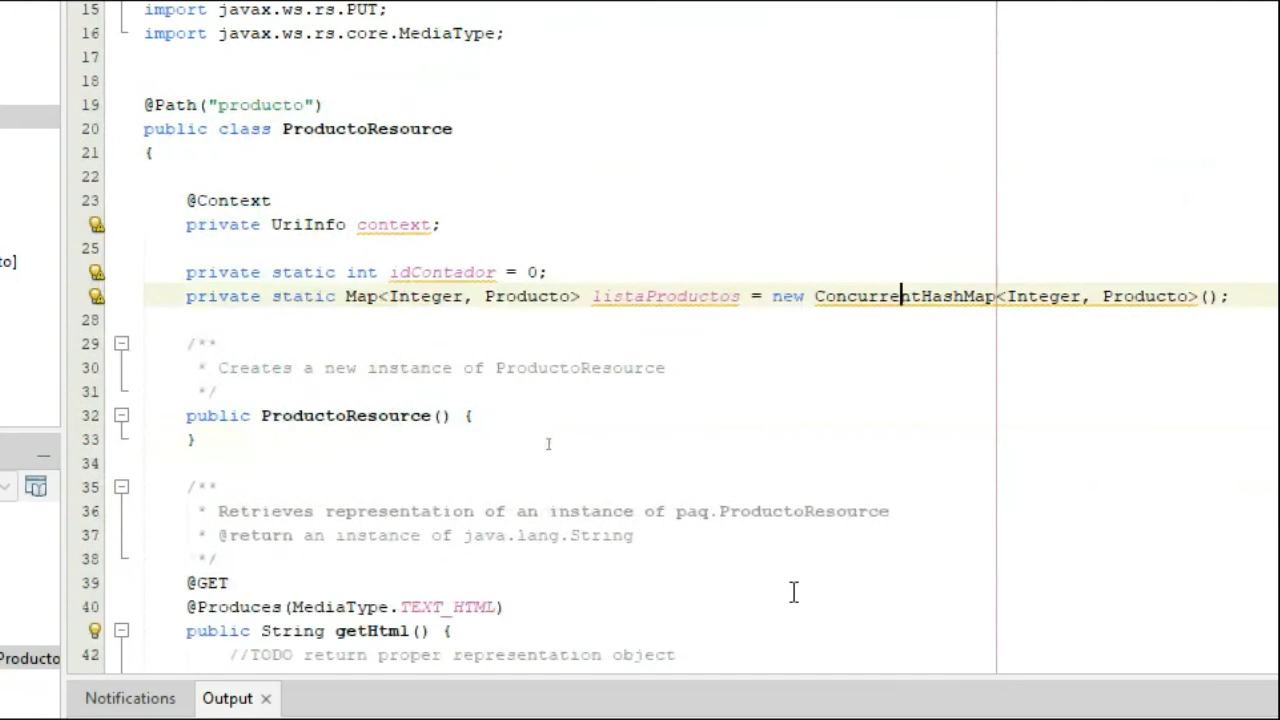 15 import javax.ws.rs.PUT;
16 import javax.ws.rs.core.MediaType;
17
18
19 @Path("producto")
20 public class ProductoResource
21 {
22
23 @Context
private UriInfo context;
25
private static int idContador = 0;
private static Map<Integer, Producto> listaProductos = new ConcurrentHashMap<Integer, Producto>();
28
29 /**
30 * Creates a new instance of ProductoResource
31 */
32 public ProductoResource() {
33 }
34
35 /**
36 * Retrieves representation of an instance of paq.ProductoResource
37 * @return an instance of java.lang.String
38 */
39 @GET
40 @Produces(MediaType.TEXT_HTML)
public String getHtml() {
42 //TODO return proper representation object
to]
Producto
Notifications Output